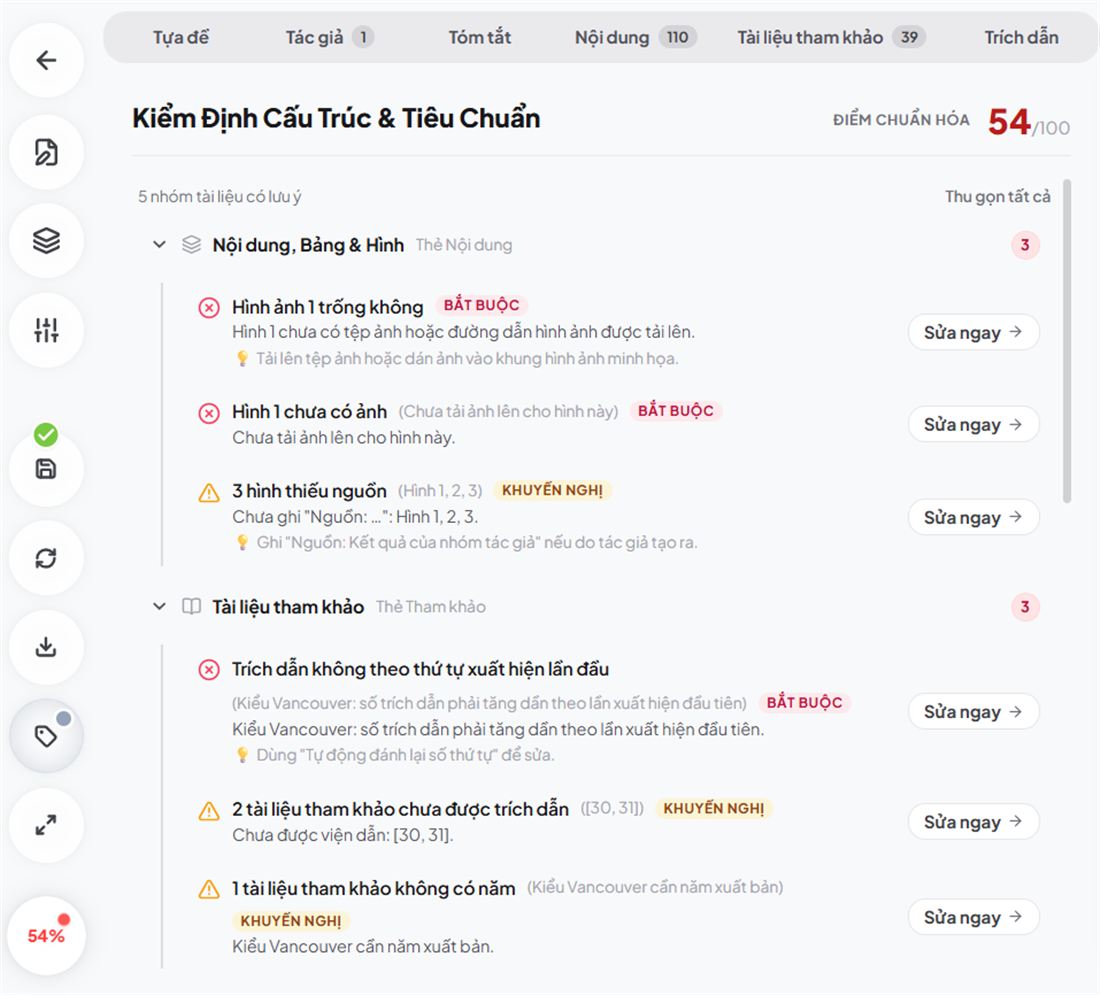 Tựa đề Tác giả 1 Tóm tắt Nội dung 110 Tài liệu tham khảo 39 Trích dẫn
Kiểm Định Cấu Trúc & Tiêu Chuẩn
ĐIỂM CHUẨN HÓA 54/100
5 nhóm tài liệu có lưu ý
Thu gọn tất cả
Nội dung, Bảng & Hình Thẻ Nội dung 3
Hình ảnh 1 trống không BẮT BUỘC
Hình 1 chưa có tệp ảnh hoặc đường dẫn hình ảnh được tải lên.
Tải lên tệp ảnh hoặc dán ảnh vào khung hình ảnh minh họa.
Sửa ngay
Hình 1 chưa có ảnh (Chưa tải ảnh lên cho hình này) BẮT BUỘC
Chưa tải ảnh lên cho hình này.
Sửa ngay
3 hình thiếu nguồn (Hình 1, 2, 3) KHUYẾN NGHỊ
Chưa ghi "Nguồn: ...": Hình 1, 2, 3.
Ghi "Nguồn: Kết quả của nhóm tác giả" nếu do tác giả tạo ra.
Sửa ngay
Tài liệu tham khảo Thẻ Tham khảo 3
Trích dẫn không theo thứ tự xuất hiện lần đầu
(Kiểu Vancouver: số trích dẫn phải tăng dần theo lần xuất hiện đầu tiên) BẮT BUỘC
Kiểu Vancouver: số trích dẫn phải tăng dần theo lần xuất hiện đầu tiên.
Dùng "Tự động đánh lại số thứ tự" để sửa.
Sửa ngay
2 tài liệu tham khảo chưa được trích dẫn ([30, 31]) KHUYẾN NGHỊ
Chưa được viện dẫn: [30, 31].
Sửa ngay
1 tài liệu tham khảo không có năm (Kiểu Vancouver cần năm xuất bản)
KHUYẾN NGHỊ
Kiểu Vancouver cần năm xuất bản.
Sửa ngay
54%